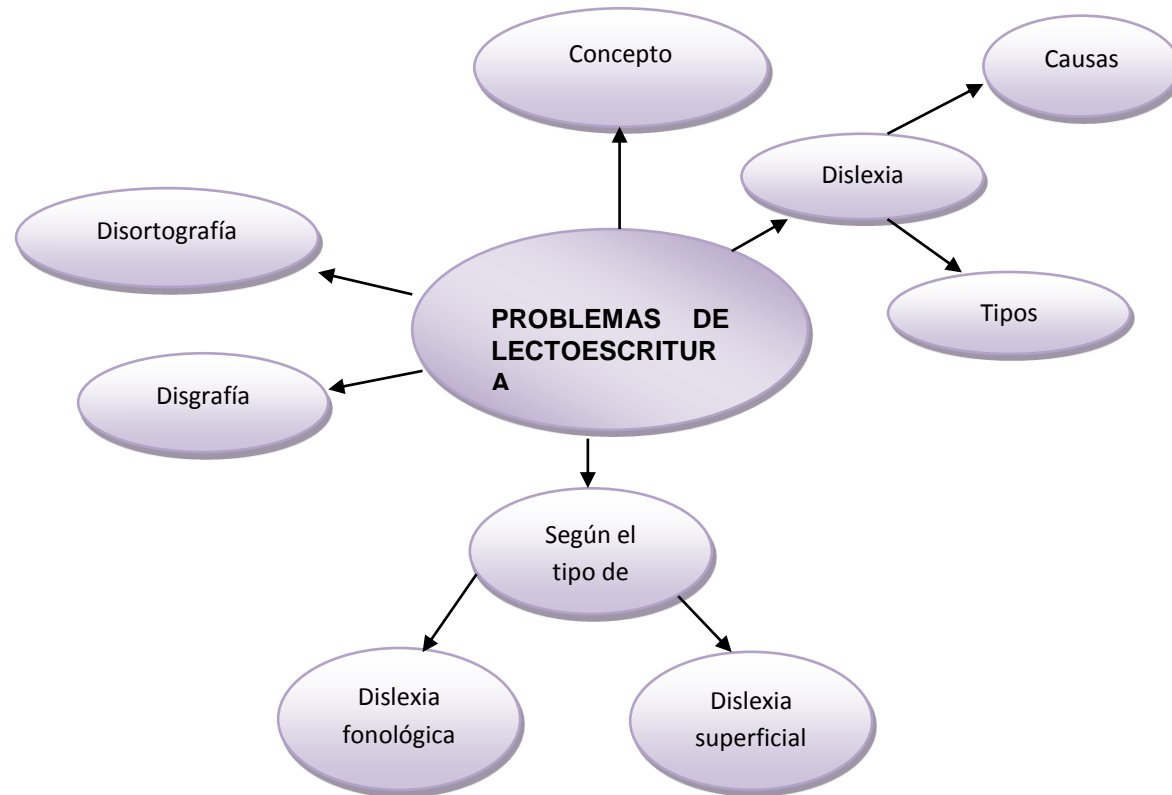 Concepto
Causas
Dislexia
Disortografía
Tipos
PROBLEMAS DE
LECTOESCRITUR
A
Disgrafía
Según el
tipo de
Dislexia
fonológica
Dislexia
superficial